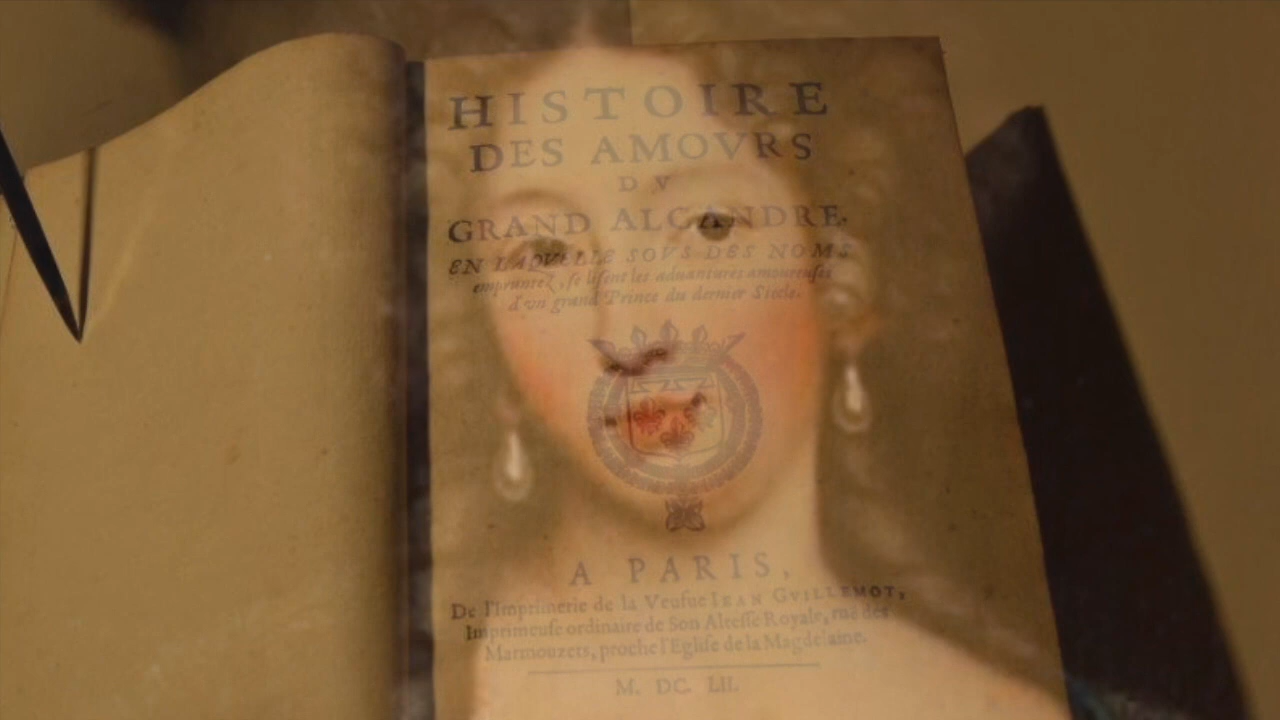 HISTOIRE
DES AMOVRS
DV
GRAND ALCANDRE,
EN LAQVELLE SOVS DES NOMS
empruntez, se lisent les aduantures amoureuses
d'vn grand Prince du dernier Siecle.
A PARIS,
De l'Imprimerie de la Veufue IEAN GVILLEMOT,
Imprimeuse ordinaire de Son Altesse Royale, ruë des
Marmouzets, proche l'Eglise de la Magdelaine.
M. DC. LII.